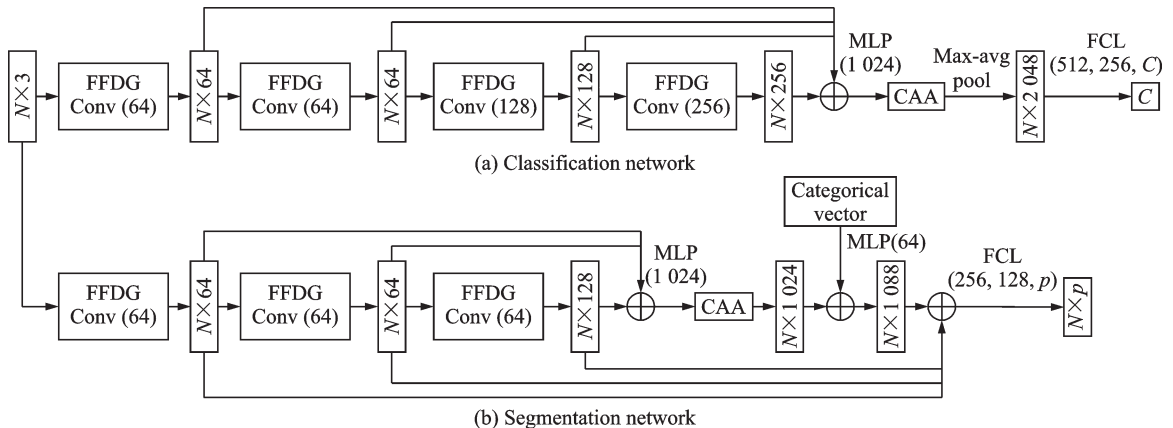 N×3
FFDG
Conv (64)
N×64
FFDG
Conv (64)
N×64
FFDG
Conv (128)
N×128
FFDG
Conv (256)
N×256
MLP
(1 024)
CAA
Max-avg
pool
N×2 048
FCL
(512, 256, C)
C
(a) Classification network
FFDG
Conv (64)
N×64
FFDG
Conv (64)
N×64
FFDG
Conv (64)
N×128
MLP
(1 024)
CAA
N×1 024
Categorical
vector
MLP(64)
N×1 088
FCL
(256, 128, p)
N×p
(b) Segmentation network